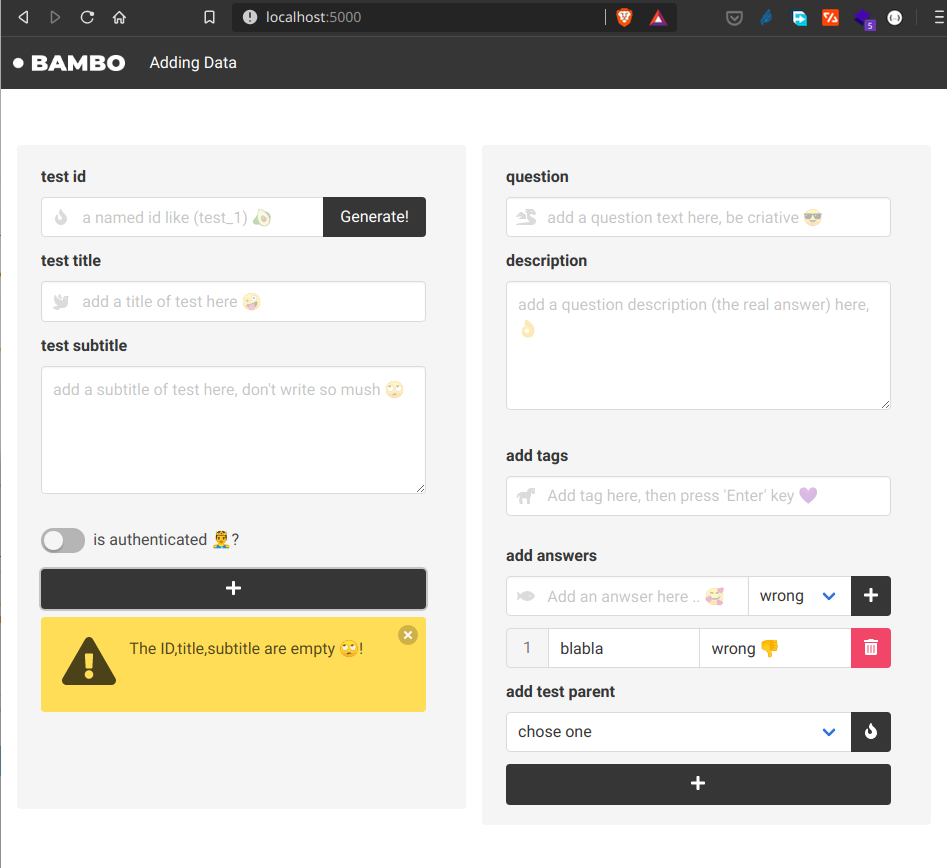 localhost:5000
5
BAMBO Adding Data
test id
a named id like (test_1) 🥑 Generate!
test title
add a title of test here 🤪
test subtitle
add a subtitle of test here, don't write so mush 🙄
is authenticated 🤵‍♂️?
The ID,title,subtitle are empty 🙄!
question
add a question text here, be criative 😎
description
add a question description (the real answer) here,
👌
add tags
Add tag here, then press 'Enter' key 💜
add answers
Add an anwser here .. 🥰 wrong
1 blabla wrong 👎
add test parent
chose one